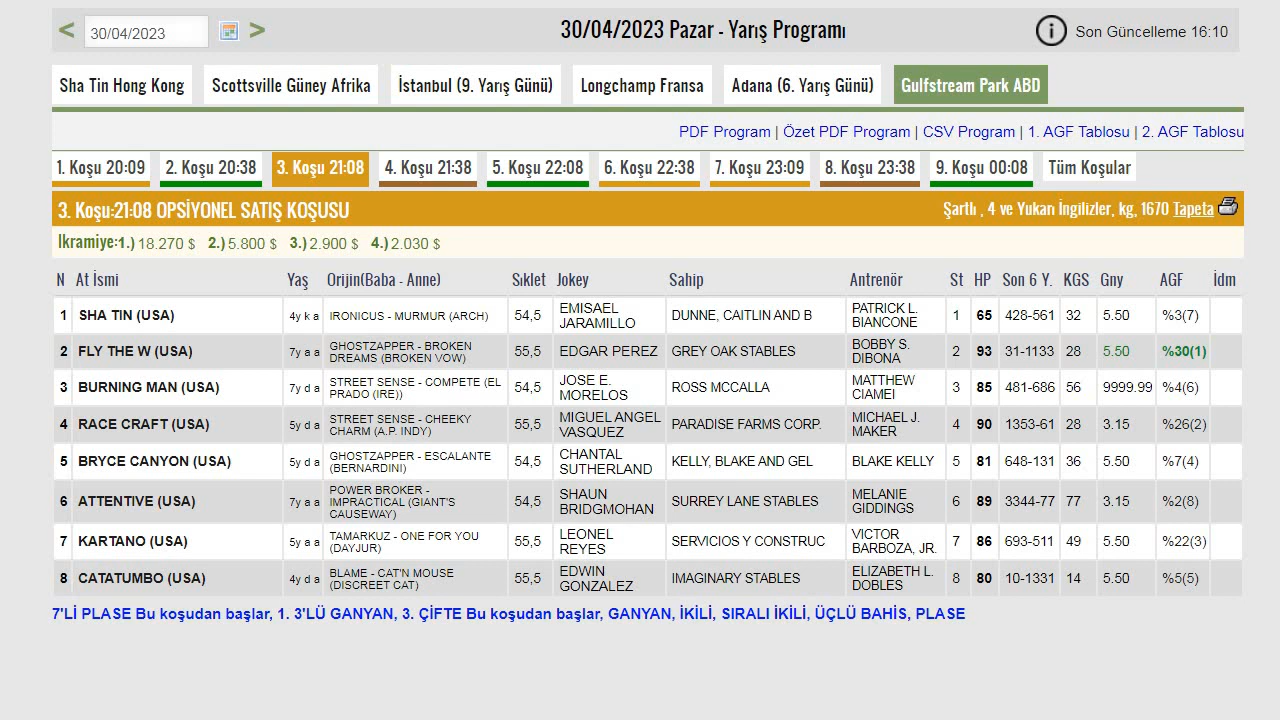 < 30/04/2023 >
30/04/2023 Pazar - Yarış Programı
Son Güncelleme 16:10
Sha Tin Hong Kong Scottsville Güney Afrika İstanbul (9. Yarış Günü) Longchamp Fransa Adana (6. Yarış Günü) Gulfstream Park ABD
PDF Program | Özet PDF Program | CSV Program | 1. AGF Tablosu | 2. AGF Tablosu
1. Koşu 20:09 2. Koşu 20:38 3. Koşu 21:08 4. Koşu 21:38 5. Koşu 22:08 6. Koşu 22:38 7. Koşu 23:09 8. Koşu 23:38 9. Koşu 00:08 Tüm Koşular
3. Koşu:21:08 OPSİYONEL SATIŞ KOŞUSU Şartlı , 4 ve Yukarı İngilizler, kg, 1670 Tapeta
Ikramiye:1.) 18.270 $ 2.) 5.800 $ 3.) 2.900 $ 4.) 2.030 $
N At İsmi Yaş Orijin(Baba - Anne) Sıklet Jokey Sahip Antrenör St HP Son 6 Y. KGS Gny AGF İdm
1 SHA TIN (USA) 4y k a IRONICUS - MURMUR (ARCH) 54,5 EMISAEL JARAMILLO DUNNE, CAITLIN AND B PATRICK L. BIANCONE 1 65 428-561 32 5.50 %3(7)
2 FLY THE W (USA) 7y a a GHOSTZAPPER - BROKEN DREAMS (BROKEN VOW) 55,5 EDGAR PEREZ GREY OAK STABLES BOBBY S. DIBONA 2 93 31-1133 28 5.50 %30(1)
3 BURNING MAN (USA) 7y d a STREET SENSE - COMPETE (EL PRADO (IRE)) 54,5 JOSE E. MORELOS ROSS MCCALLA MATTHEW CIAMEI 3 85 481-686 56 9999.99 %4(6)
4 RACE CRAFT (USA) 5y d a STREET SENSE - CHEEKY CHARM (A.P. INDY) 55,5 MIGUEL ANGEL VASQUEZ PARADISE FARMS CORP. MICHAEL J. MAKER 4 90 1353-61 28 3.15 %26(2)
5 BRYCE CANYON (USA) 5y d a GHOSTZAPPER - ESCALANTE (BERNARDINI) 54,5 CHANTAL SUTHERLAND KELLY, BLAKE AND GEL BLAKE KELLY 5 81 648-131 36 5.50 %7(4)
6 ATTENTIVE (USA) 7y a a POWER BROKER - IMPRACTICAL (GIANT'S CAUSEWAY) 54,5 SHAUN BRIDGMOHAN SURREY LANE STABLES MELANIE GIDDINGS 6 89 3344-77 77 3.15 %2(8)
7 KARTANO (USA) 5y a a TAMARKUZ - ONE FOR YOU (DAYJUR) 55,5 LEONEL REYES SERVICIOS Y CONSTRUC VICTOR BARBOZA, JR. 7 86 693-511 49 5.50 %22(3)
8 CATATUMBO (USA) 4y d a BLAME - CAT'N MOUSE (DISCREET CAT) 55,5 EDWIN GONZALEZ IMAGINARY STABLES ELIZABETH L. DOBLES 8 80 10-1331 14 5.50 %5(5)
7'Lİ PLASE Bu koşudan başlar, 1. 3'LÜ GANYAN, 3. ÇİFTE Bu koşudan başlar, GANYAN, İKİLİ, SIRALI İKİLİ, ÜÇLÜ BAHİS, PLASE